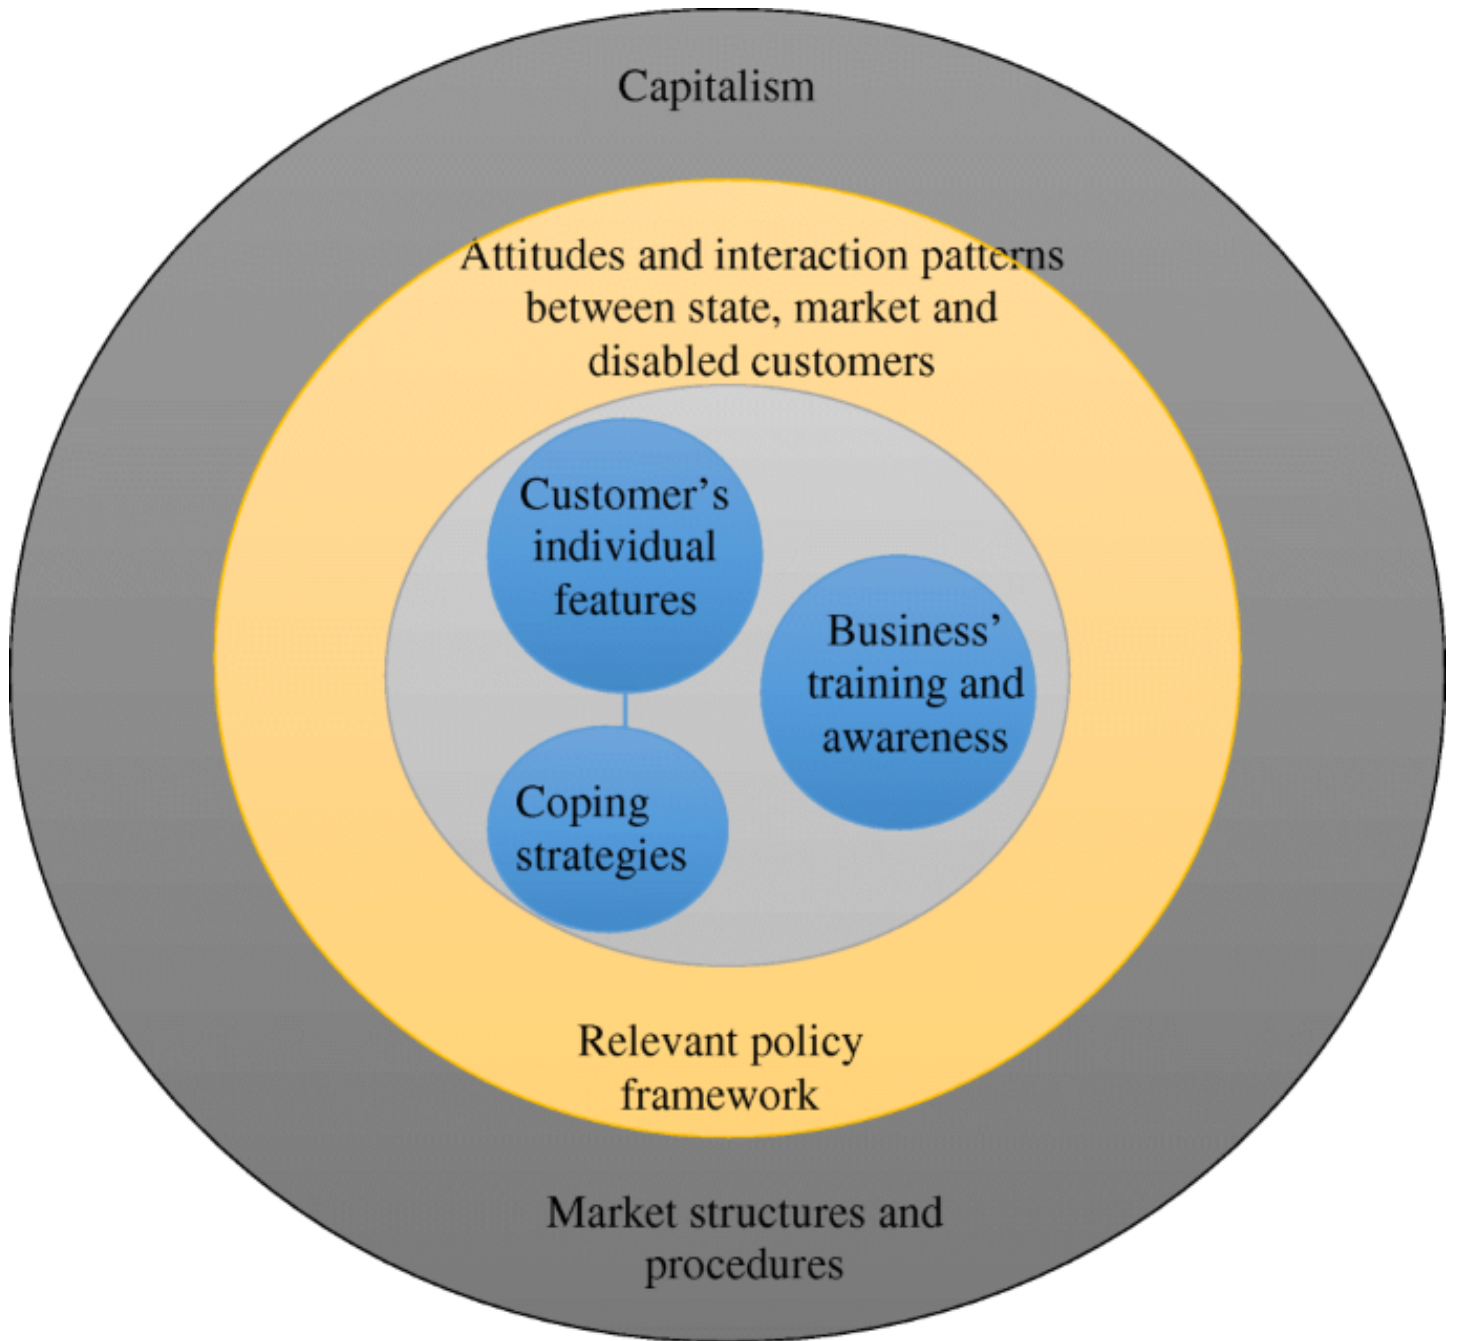 Capitalism
Attitudes and interaction patterns
between state, market and
disabled customers
Customer’s
individual
features
Business’
training and
awareness
Coping
strategies
Relevant policy
framework
Market structures and
procedures